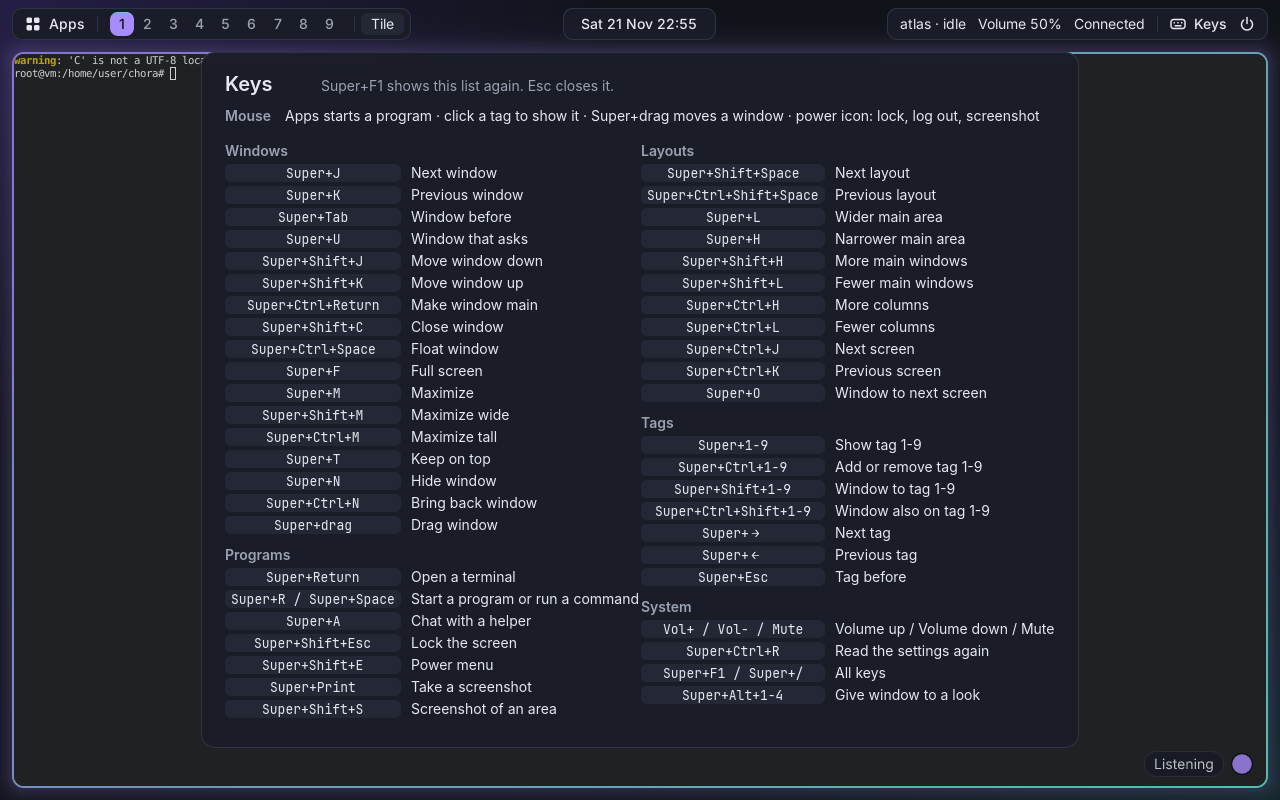 Apps 1 2 3 4 5 6 7 8 9 Tile Sat 21 Nov 22:55 atlas · idle Volume 50% Connected Keys
warning: 'C' is not a UTF-8 loca
root@vm:/home/user/chora#
Keys Super+F1 shows this list again. Esc closes it.
Mouse Apps starts a program · click a tag to show it · Super+drag moves a window · power icon: lock, log out, screenshot
Windows
Super+J Next window
Super+K Previous window
Super+Tab Window before
Super+U Window that asks
Super+Shift+J Move window down
Super+Shift+K Move window up
Super+Ctrl+Return Make window main
Super+Shift+C Close window
Super+Ctrl+Space Float window
Super+F Full screen
Super+M Maximize
Super+Shift+M Maximize wide
Super+Ctrl+M Maximize tall
Super+T Keep on top
Super+N Hide window
Super+Ctrl+N Bring back window
Super+drag Drag window
Programs
Super+Return Open a terminal
Super+R / Super+Space Start a program or run a command
Super+A Chat with a helper
Super+Shift+Esc Lock the screen
Super+Shift+E Power menu
Super+Print Take a screenshot
Super+Shift+S Screenshot of an area
Layouts
Super+Shift+Space Next layout
Super+Ctrl+Shift+Space Previous layout
Super+L Wider main area
Super+H Narrower main area
Super+Shift+H More main windows
Super+Shift+L Fewer main windows
Super+Ctrl+H More columns
Super+Ctrl+L Fewer columns
Super+Ctrl+J Next screen
Super+Ctrl+K Previous screen
Super+O Window to next screen
Tags
Super+1-9 Show tag 1-9
Super+Ctrl+1-9 Add or remove tag 1-9
Super+Shift+1-9 Window to tag 1-9
Super+Ctrl+Shift+1-9 Window also on tag 1-9
Super+→ Next tag
Super+← Previous tag
Super+Esc Tag before
System
Vol+ / Vol- / Mute Volume up / Volume down / Mute
Super+Ctrl+R Read the settings again
Super+F1 / Super+/ All keys
Super+Alt+1-4 Give window to a look
Listening